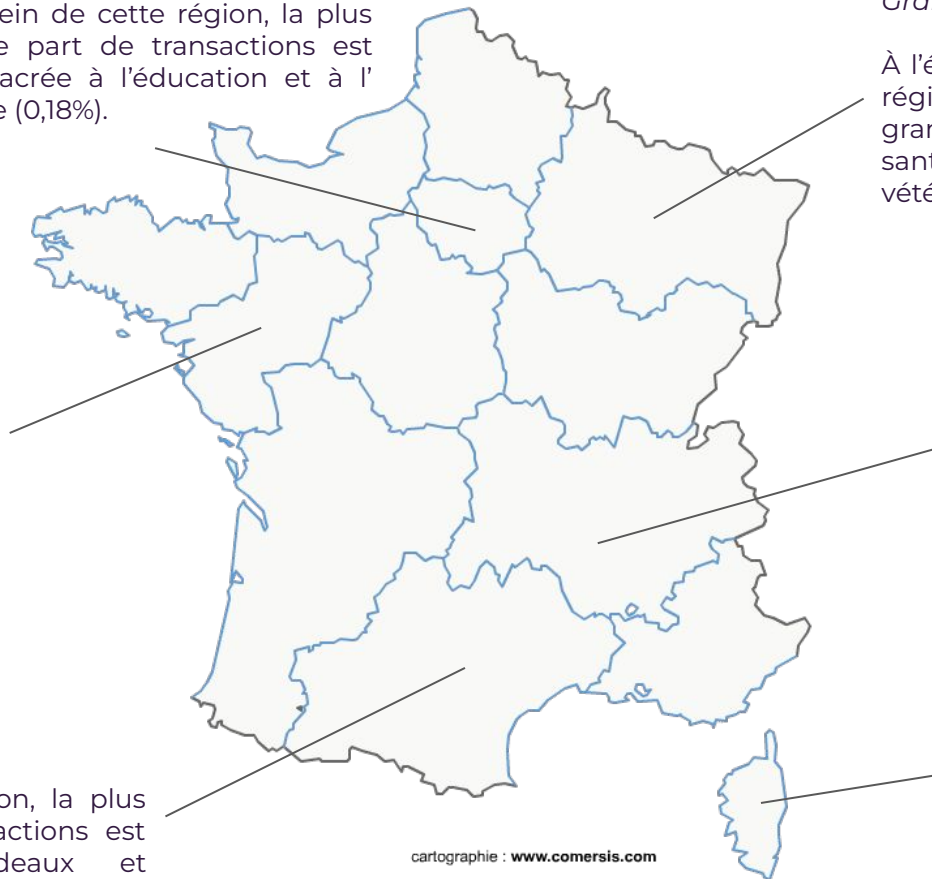 ein de cette région, la plus
e part de transactions est
acrée à l'éducation et à l'
e (0,18%).
Gra
À l'é
régi
gran
sant
vété
on, la plus
actions est
deaux et
cartographie : www.comersis.com